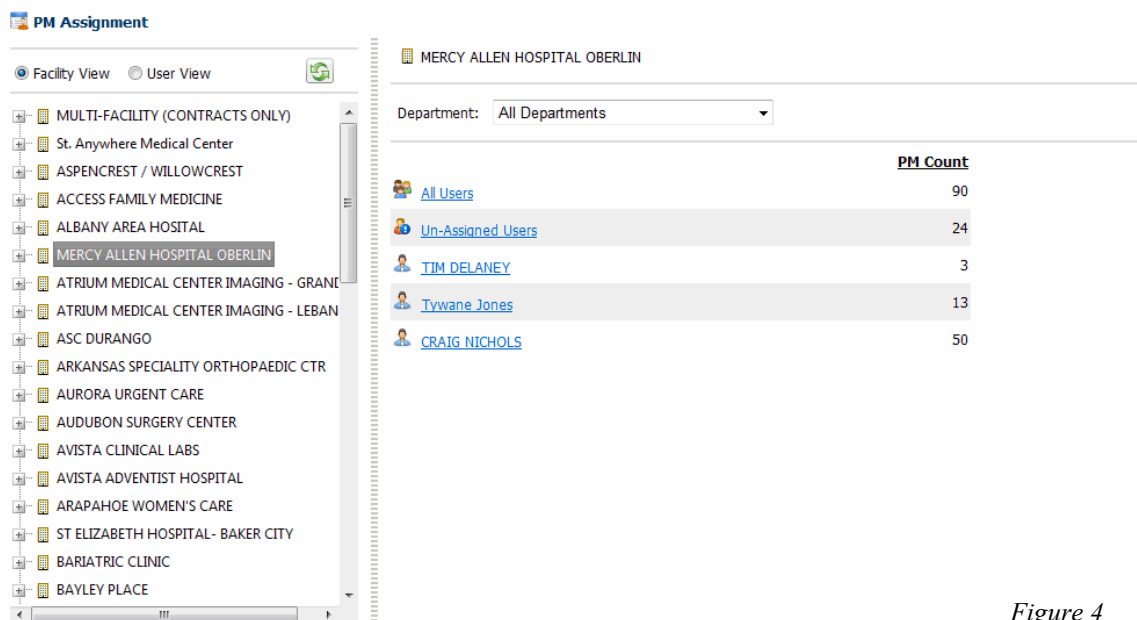 PM Assignment
Facility View User View
MULTI-FACILITY (CONTRACTS ONLY)
St. Anywhere Medical Center
ASPENCREST / WILLOWCREST
ACCESS FAMILY MEDICINE
ALBANY AREA HOSITAL
MERCY ALLEN HOSPITAL OBERLIN
ATRIUM MEDICAL CENTER IMAGING - GRAND
ATRIUM MEDICAL CENTER IMAGING - LEBAN
ASC DURANGO
ARKANSAS SPECIALITY ORTHOPAEDIC CTR
AURORA URGENT CARE
AUDUBON SURGERY CENTER
AVISTA CLINICAL LABS
AVISTA ADVENTIST HOSPITAL
ARAPAHOE WOMEN'S CARE
ST ELIZABETH HOSPITAL- BAKER CITY
BARIATRIC CLINIC
BAYLEY PLACE
MERCY ALLEN HOSPITAL OBERLIN
Department: All Departments
PM Count
All Users 90
Un-Assigned Users 24
TIM DELANEY 3
Tywane Jones 13
CRAIG NICHOLS 50
Figure 4